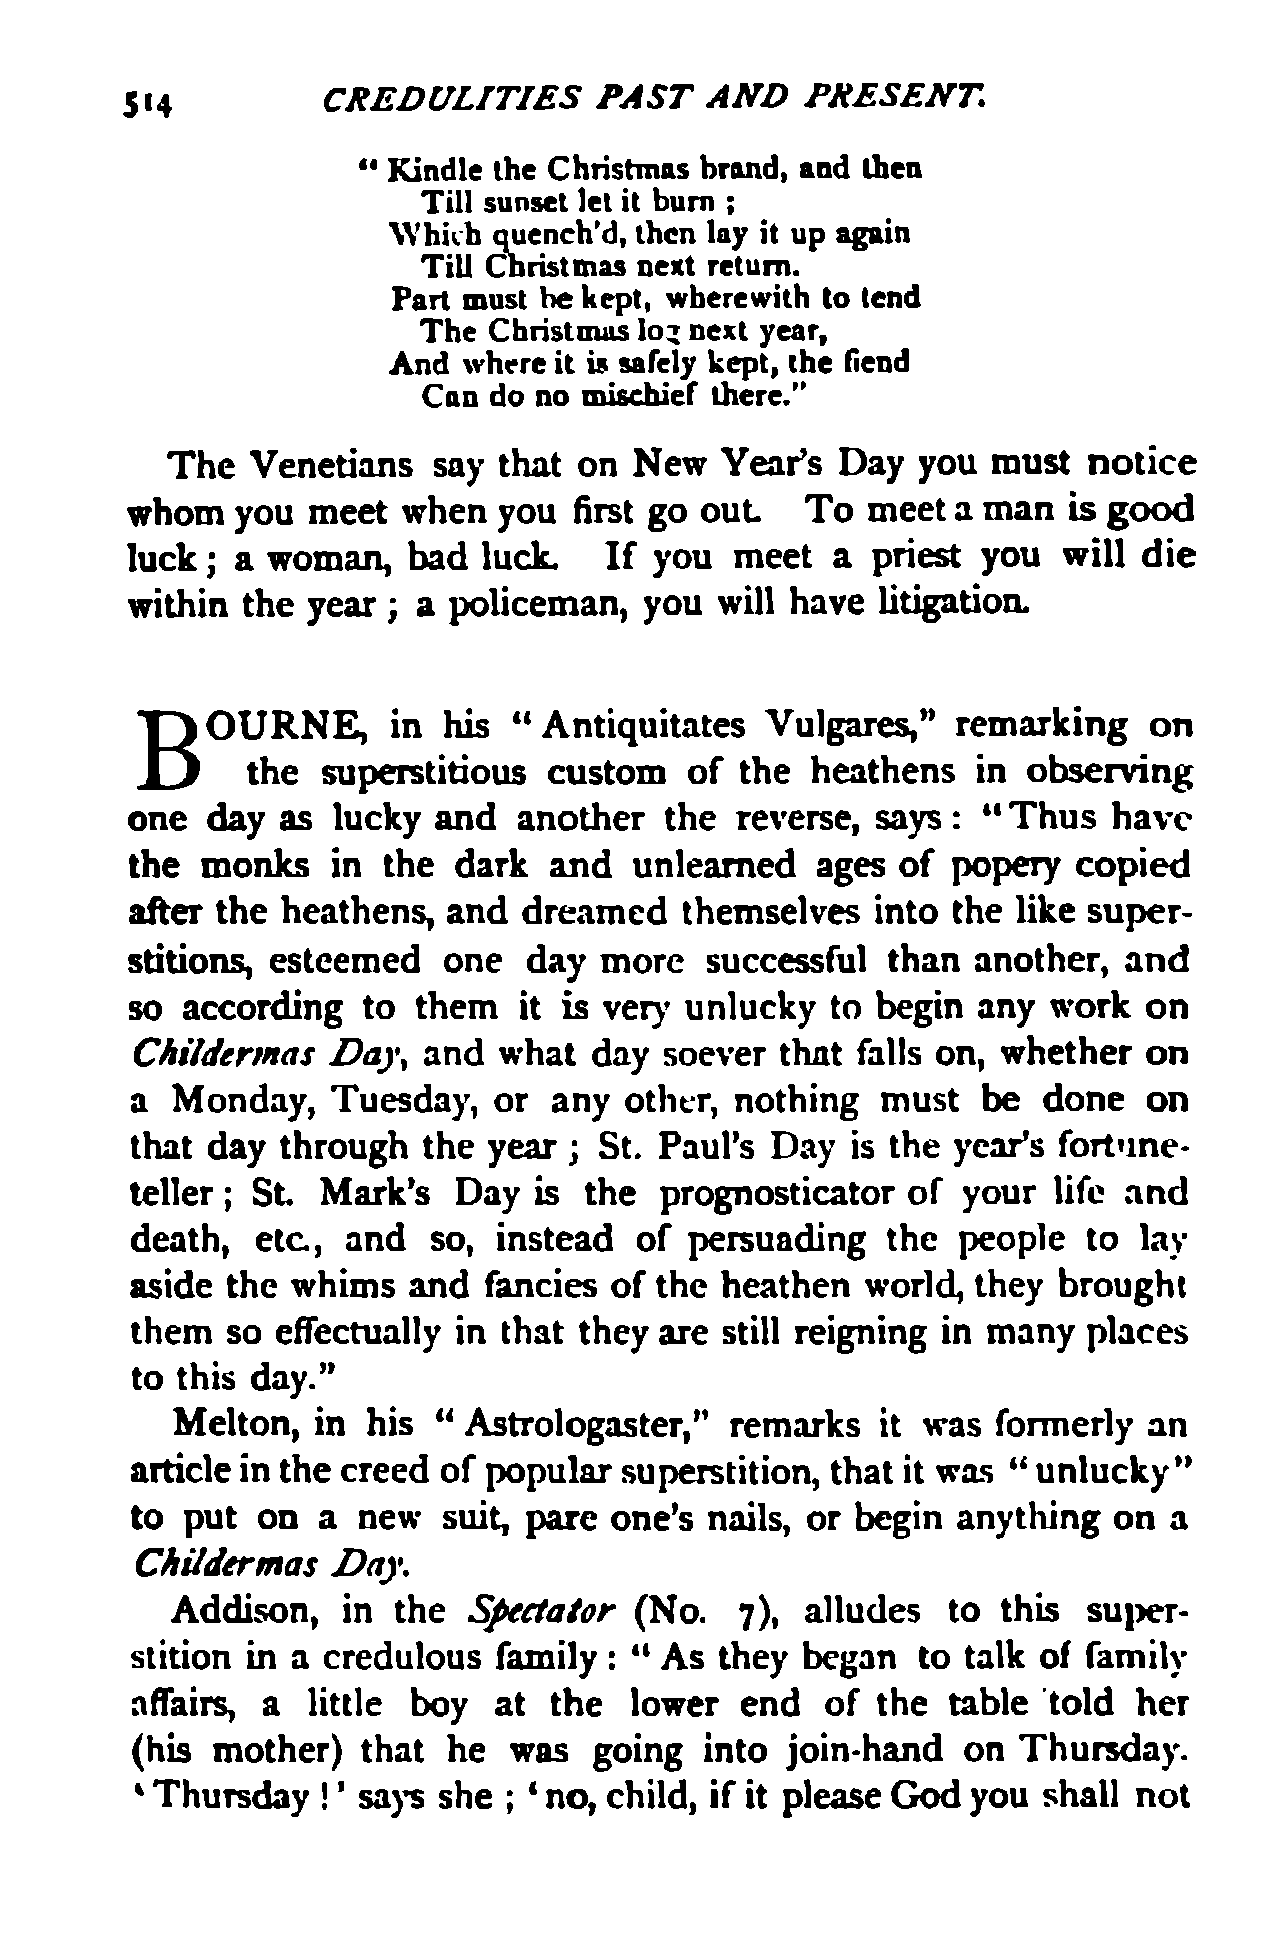 514 CREDULITIES PAST AND PRESENT.
" Kindle the Christmas brand, and then
Till sunset let it burn ;
Which quench'd, then lay it up again
Till Christmas next return.
Part must be kept, wherewith to tend
The Christmas log next year,
And where it is safely kept, the fiend
Can do no mischief there."
The Venetians say that on New Year's Day you must notice
whom you meet when you first go out. To meet a man is good
luck ; a woman, bad luck. If you meet a priest you will die
within the year ; a policeman, you will have litigation.
BOURNE, in his " Antiquitates Vulgares," remarking on
the superstitious custom of the heathens in observing
one day as lucky and another the reverse, says : " Thus have
the monks in the dark and unlearned ages of popery copied
after the heathens, and dreamed themselves into the like super-
stitions, esteemed one day more successful than another, and
so according to them it is very unlucky to begin any work on
Childermas Day, and what day soever that falls on, whether on
a Monday, Tuesday, or any other, nothing must be done on
that day through the year ; St. Paul's Day is the year's fortune-
teller ; St. Mark's Day is the prognosticator of your life and
death, etc., and so, instead of persuading the people to lay
aside the whims and fancies of the heathen world, they brought
them so effectually in that they are still reigning in many places
to this day."
Melton, in his " Astrologaster," remarks it was formerly an
article in the creed of popular superstition, that it was " unlucky"
to put on a new suit, pare one's nails, or begin anything on a
Childermas Day.
Addison, in the Spectator (No. 7), alludes to this super-
stition in a credulous family : " As they began to talk of family
affairs, a little boy at the lower end of the table told her
(his mother) that he was going into join-hand on Thursday.
' Thursday ! ' says she ; ' no, child, if it please God you shall not